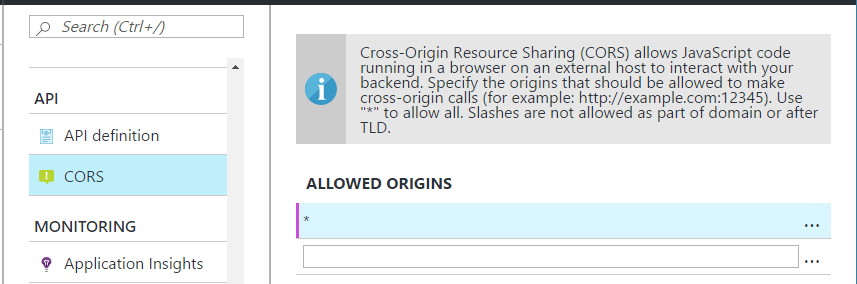 Search (Ctrl+/)
API
API definition
CORS
MONITORING
Application Insights
Cross-Origin Resource Sharing (CORS) allows JavaScript code
running in a browser on an external host to interact with your
backend. Specify the origins that should be allowed to make
cross-origin calls (for example: http://example.com:12345). Use
"*" to allow all. Slashes are not allowed as part of domain or after
TLD.
ALLOWED ORIGINS
* ...
...